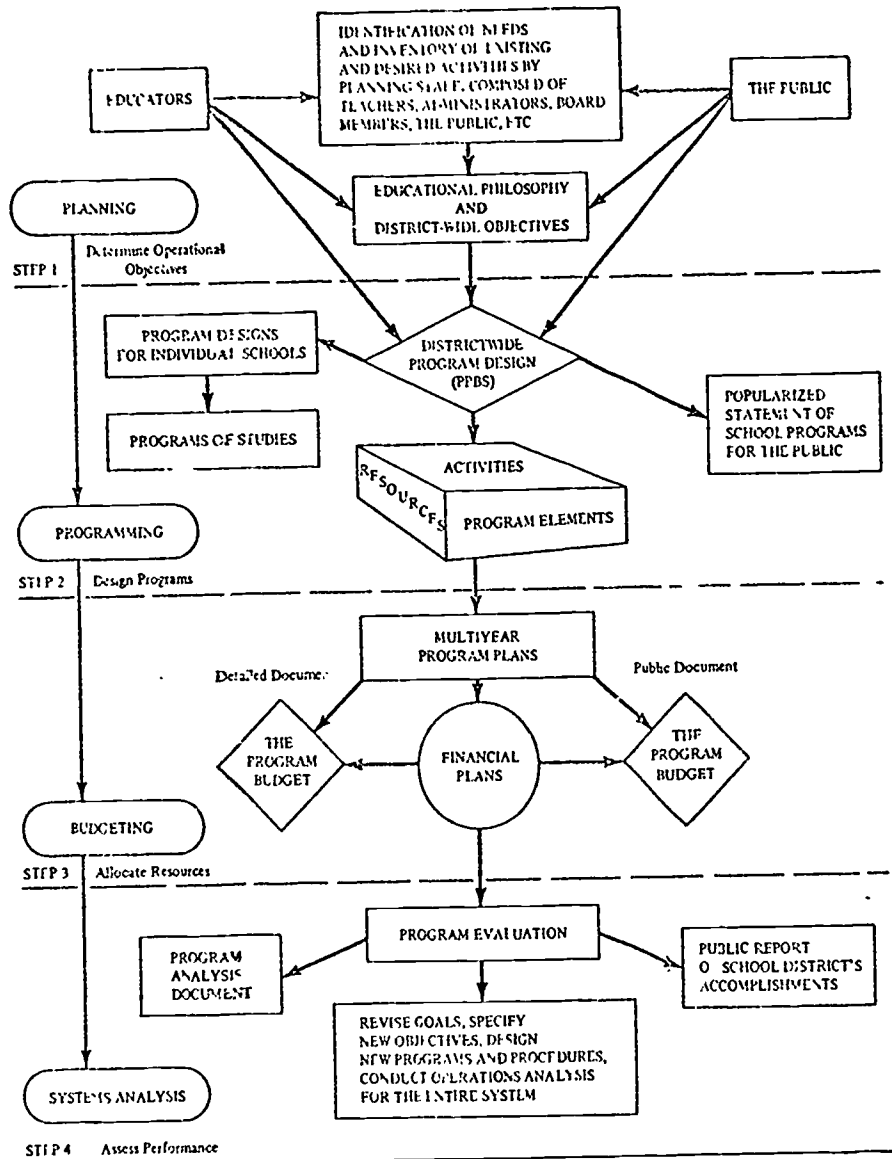 IDENTIFICATION OF NEEDS
AND INVENTORY OF EXISTING
AND DESIRED ACTIVITIES BY
PLANNING STAFF, COMPOSED OF
TEACHERS, ADMINISTRATORS, BOARD
MEMBERS, THE PUBLIC, ETC
EDUCATORS
THE PUBLIC
EDUCATIONAL PHILOSOPHY
AND
DISTRICT-WIDE OBJECTIVES
PLANNING
STEP 1
Determine Operational
Objectives
PROGRAM DESIGNS
FOR INDIVIDUAL SCHOOLS
DISTRICTWIDE
PROGRAM DESIGN
(PPBS)
POPULARIZED
STATEMENT OF
SCHOOL PROGRAMS
FOR THE PUBLIC
PROGRAMS OF STUDIES
ACTIVITIES
RESOURCES
PROGRAM ELEMENTS
PROGRAMMING
STEP 2 Design Programs
MULTIYEAR
PROGRAM PLANS
Detailed Documen
Public Document
THE
PROGRAM
BUDGET
FINANCIAL
PLANS
THE
PROGRAM
BUDGET
BUDGETING
STEP 3 Allocate Resources
PROGRAM EVALUATION
PROGRAM
ANALYSIS
DOCUMENT
PUBLIC REPORT
O SCHOOL DISTRICT'S
ACCOMPLISHMENTS
REVISE GOALS, SPECIFY
NEW OBJECTIVES, DESIGN
NEW PROGRAMS AND PROCEDURES,
CONDUCT OPERATIONS ANALYSIS
FOR THE ENTIRE SYSTEM
SYSTEMS ANALYSIS
STEP 4 Assess Performance